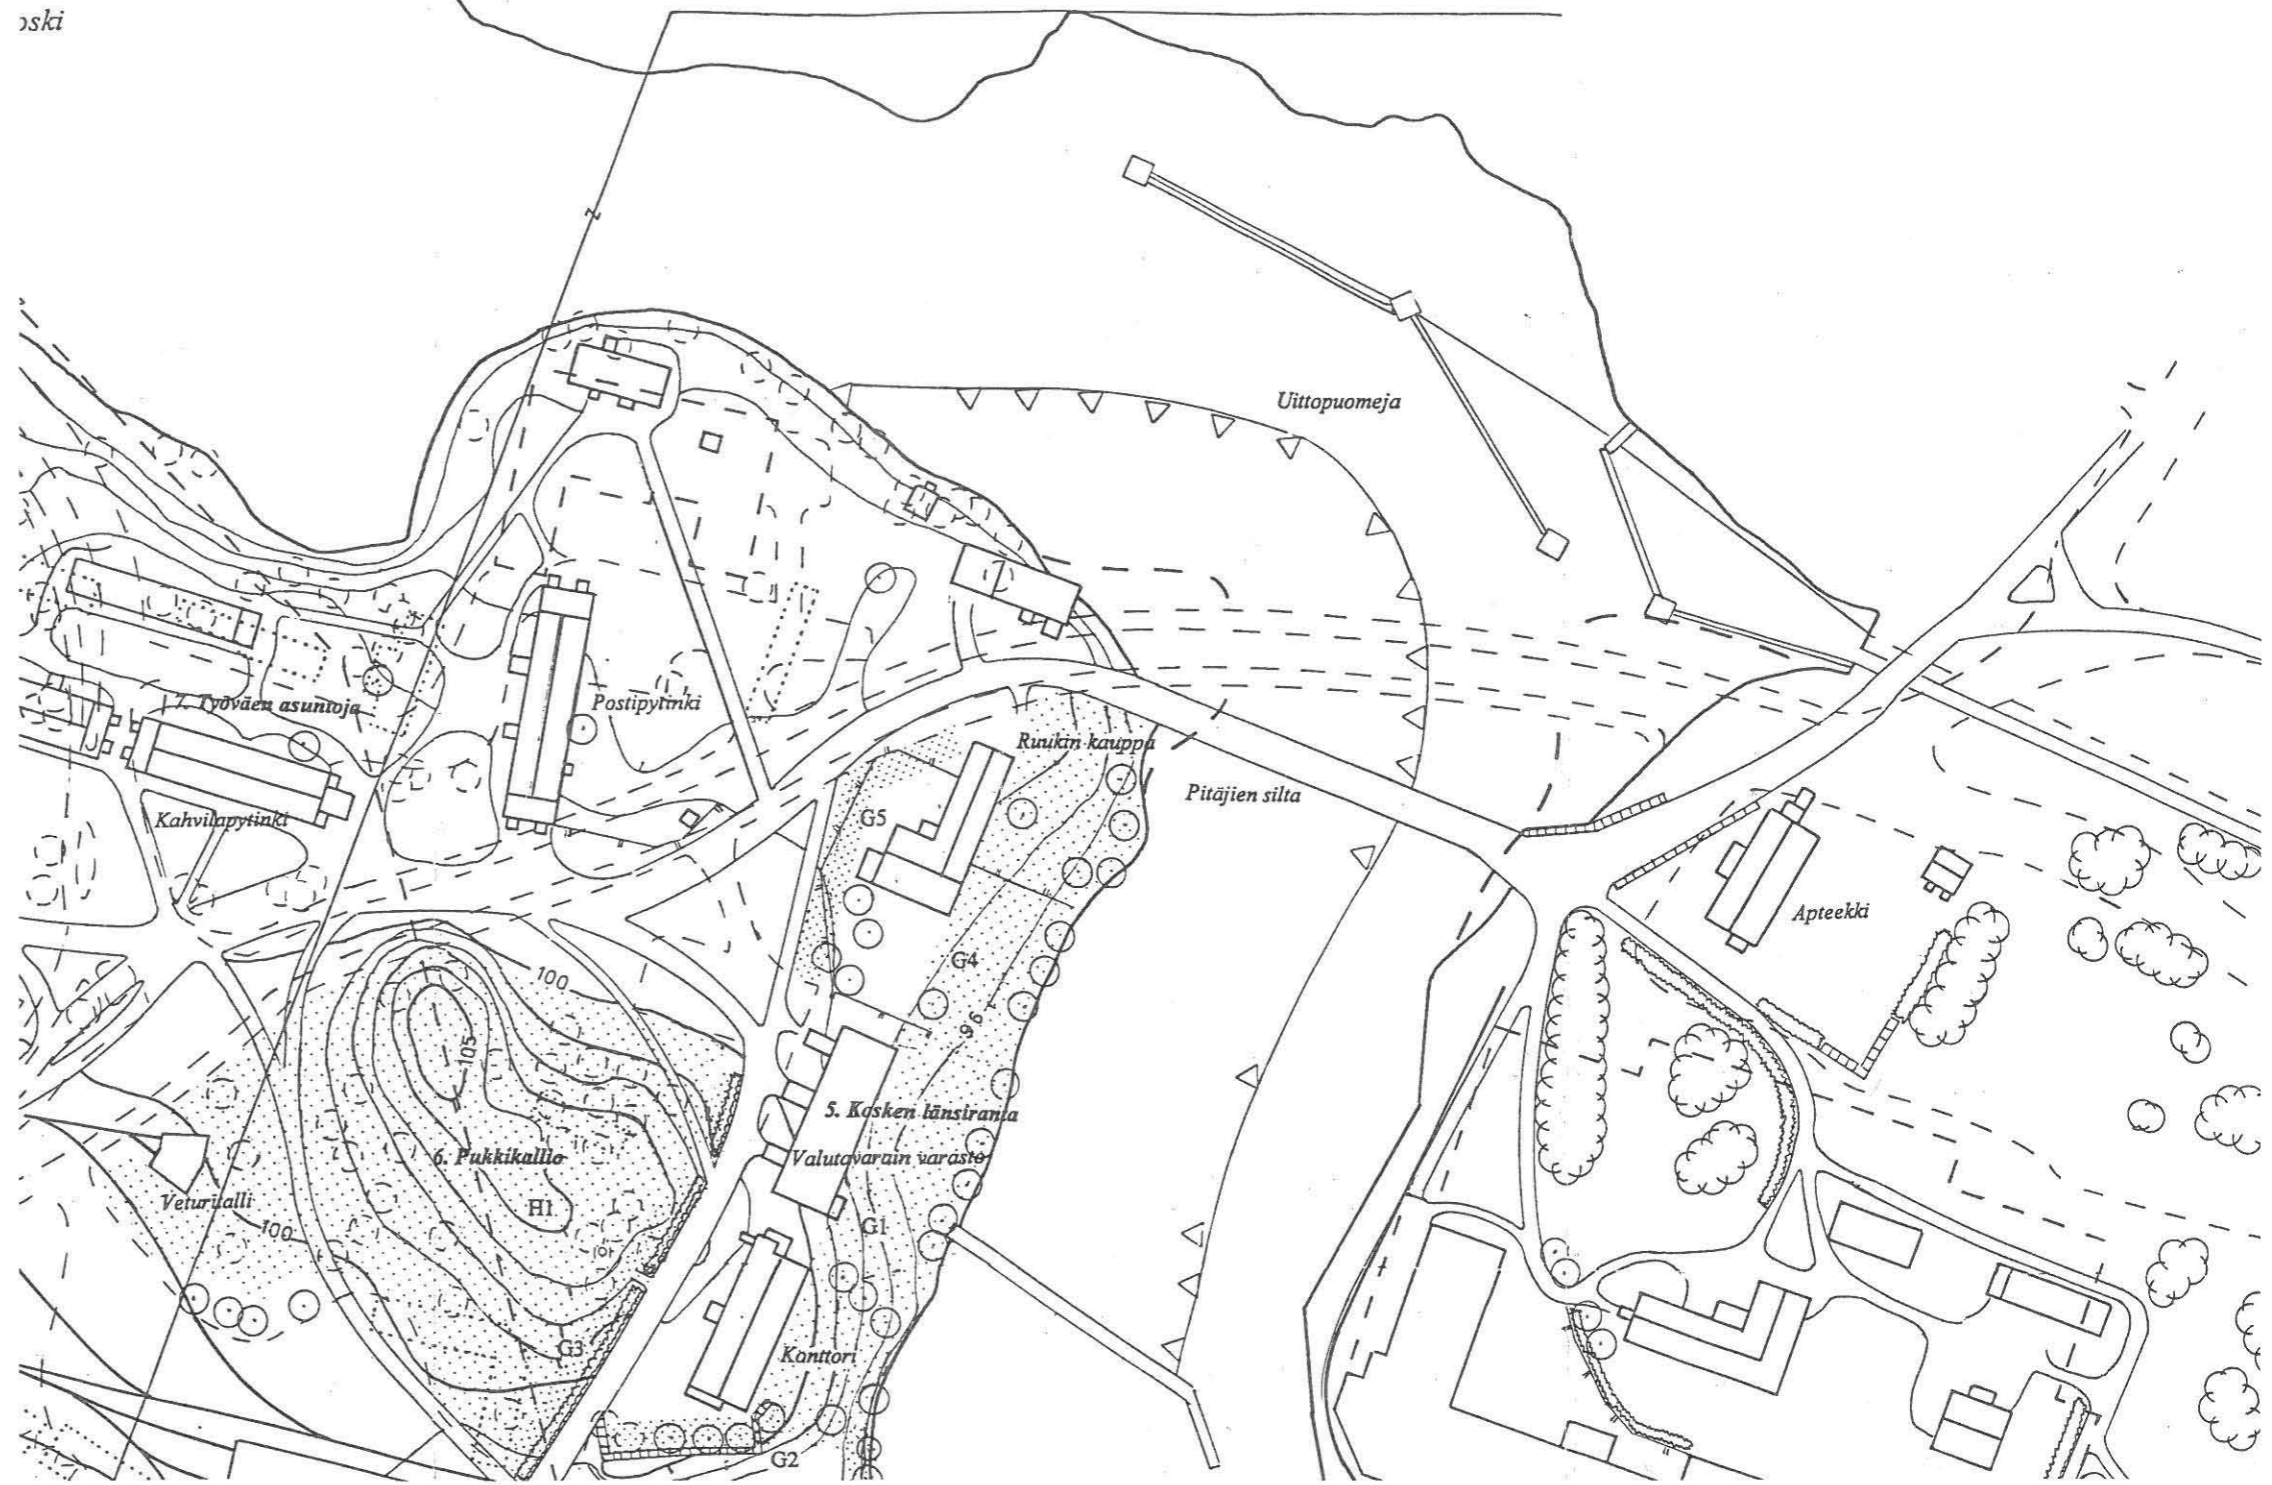 Uittopuomeja
7. Työväen asuntoja
Postipytinki
Ruukin kauppa
Pitäjien silta
Kahvilapytinki
G5
Apteekki
G4
100
96
105
5. Kosken länsiranta
6. Pukkikallio
Valutavarain varasto
Veturitalli
H1
100
G1
G3
Konttori
G2